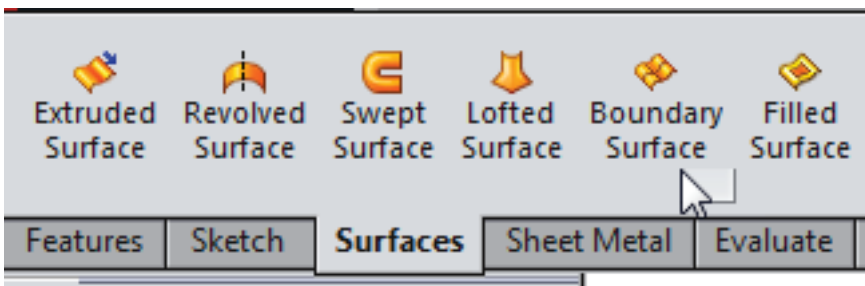 Extruded Revolved Swept Lofted Boundary Filled
Surface Surface Surface Surface Surface Surface
Features Sketch Surfaces Sheet Metal Evaluate